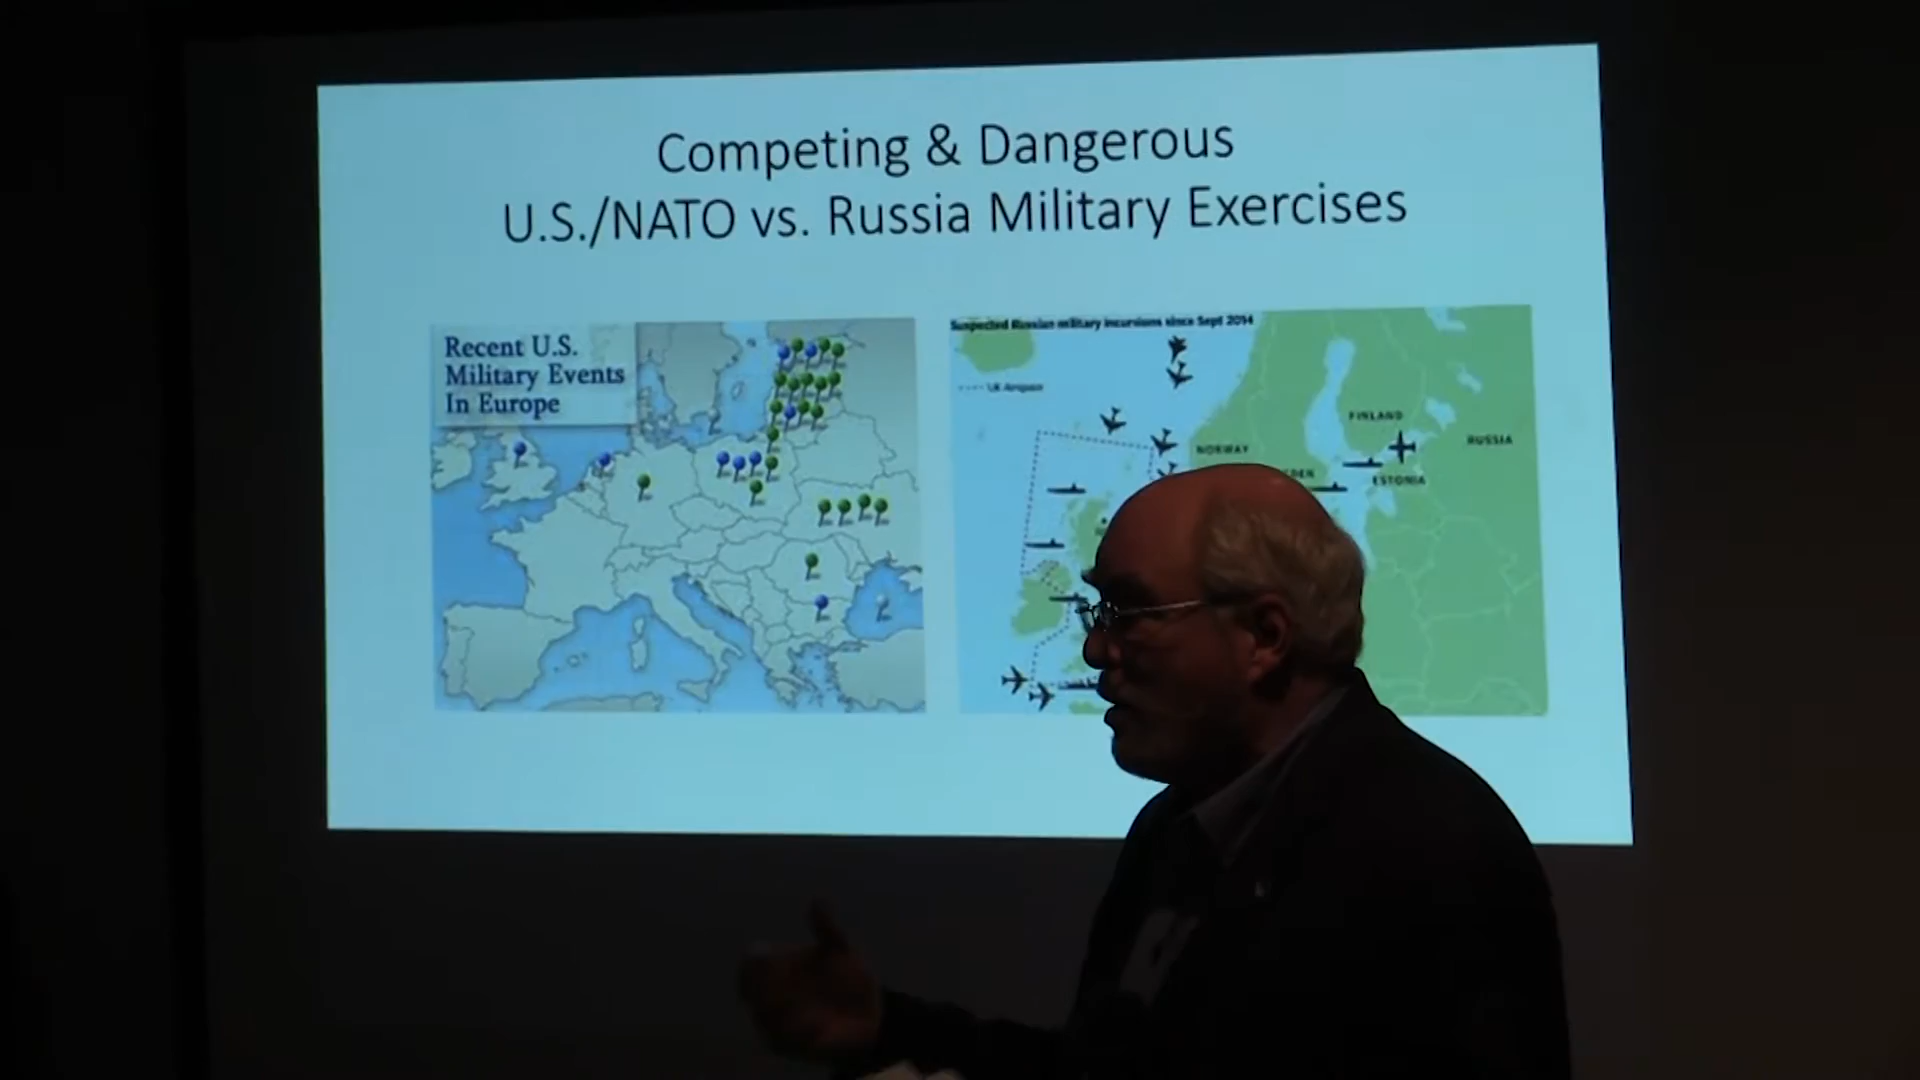 Competing & Dangerous
U.S./NATO vs. Russia Military Exercises
Recent U.S.
Military Events
In Europe
Suspected Russian military incursions since Sept 2014
UK Airspace
FINLAND
RUSSIA
NORWAY
ESTONIA